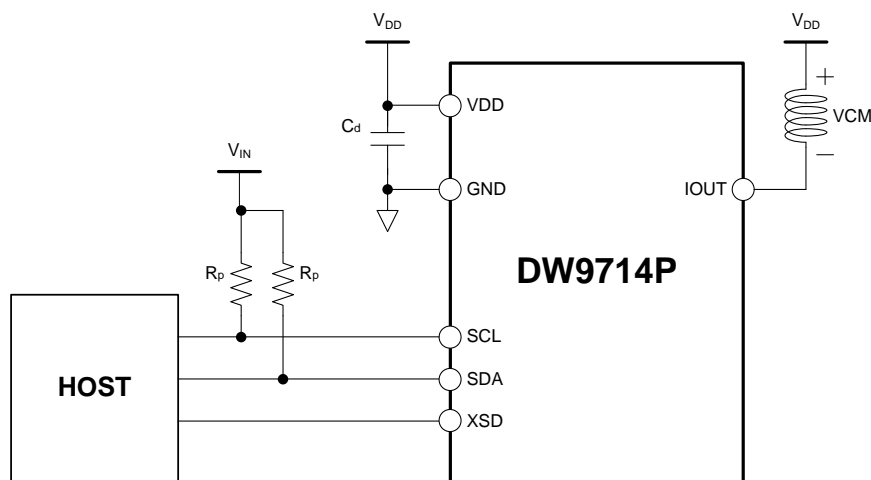 VDD
VDD
VDD
+
Cd
VCM
VIN
−
GND
IOUT
DW9714P
Rp
Rp
SCL
HOST
SDA
XSD